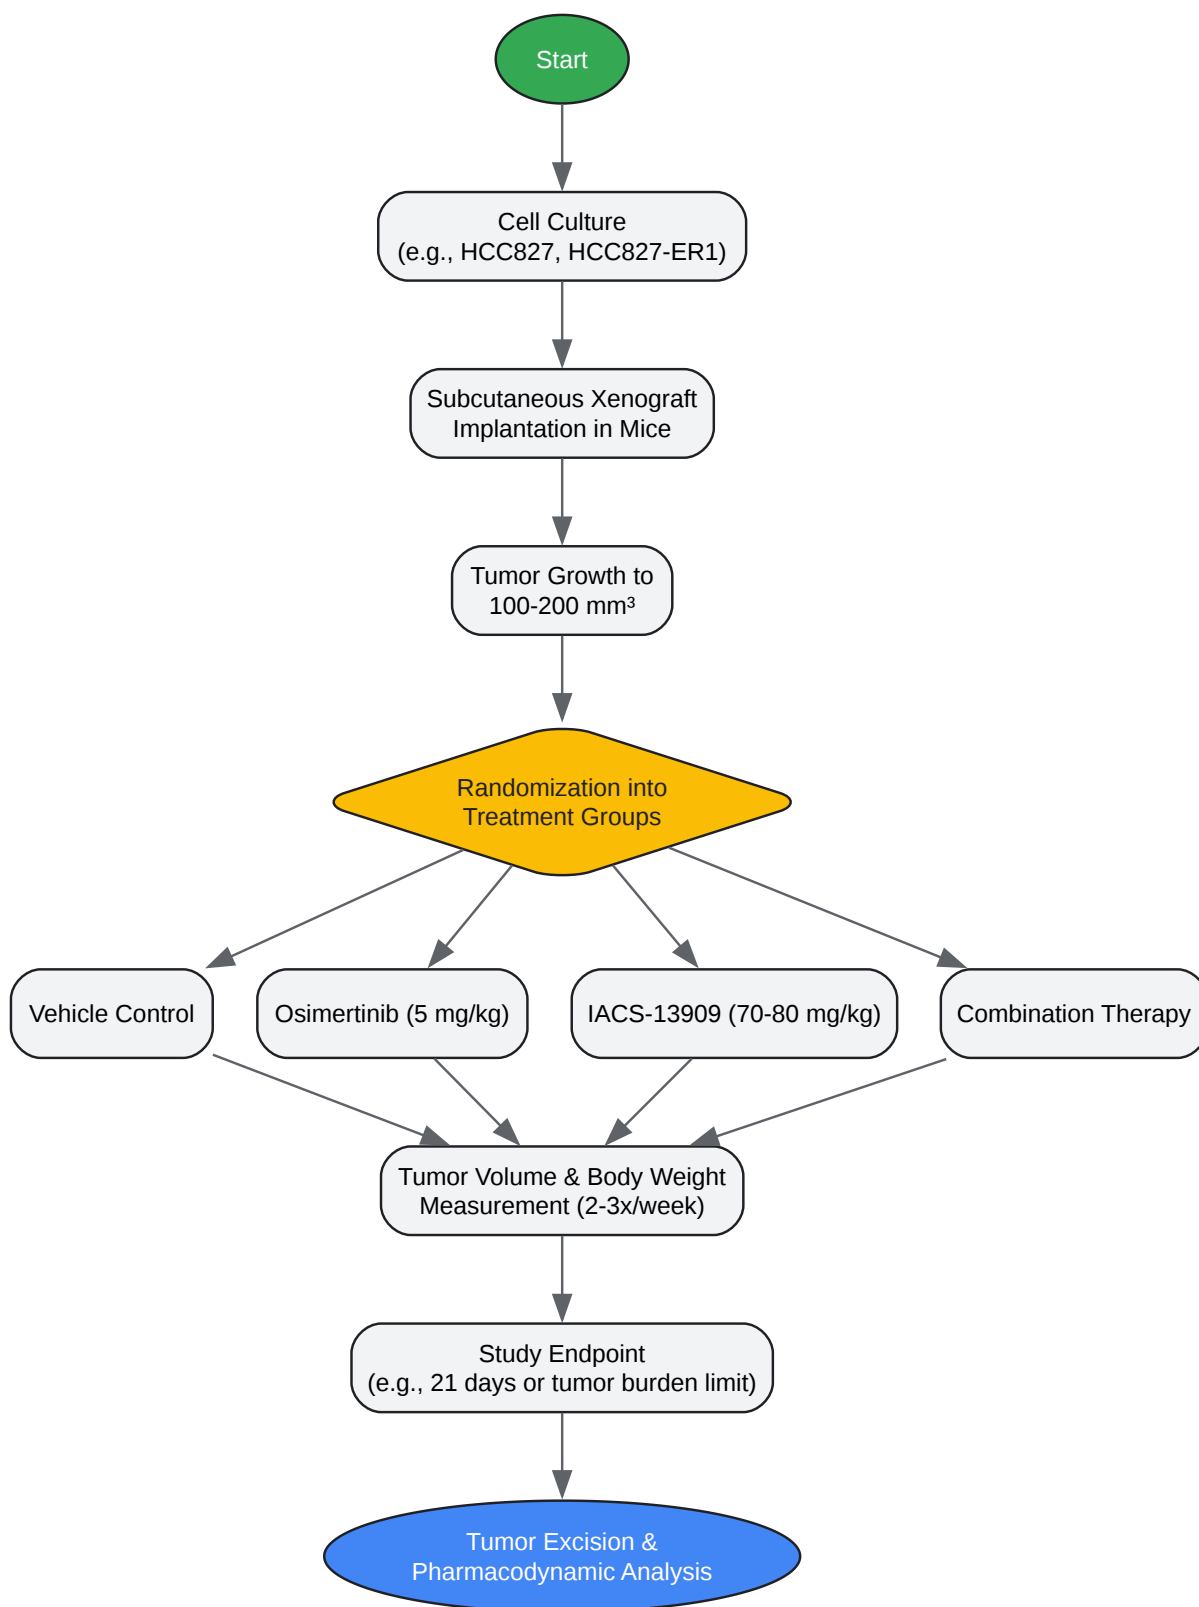 Start
Cell Culture
(e.g., HCC827, HCC827-ER1)
Subcutaneous Xenograft
Implantation in Mice
Tumor Growth to
100-200 mm³
Randomization into
Treatment Groups
Vehicle Control
Osimertinib (5 mg/kg)
IACS-13909 (70-80 mg/kg)
Combination Therapy
Tumor Volume & Body Weight
Measurement (2-3x/week)
Study Endpoint
(e.g., 21 days or tumor burden limit)
Tumor Excision &
Pharmacodynamic Analysis